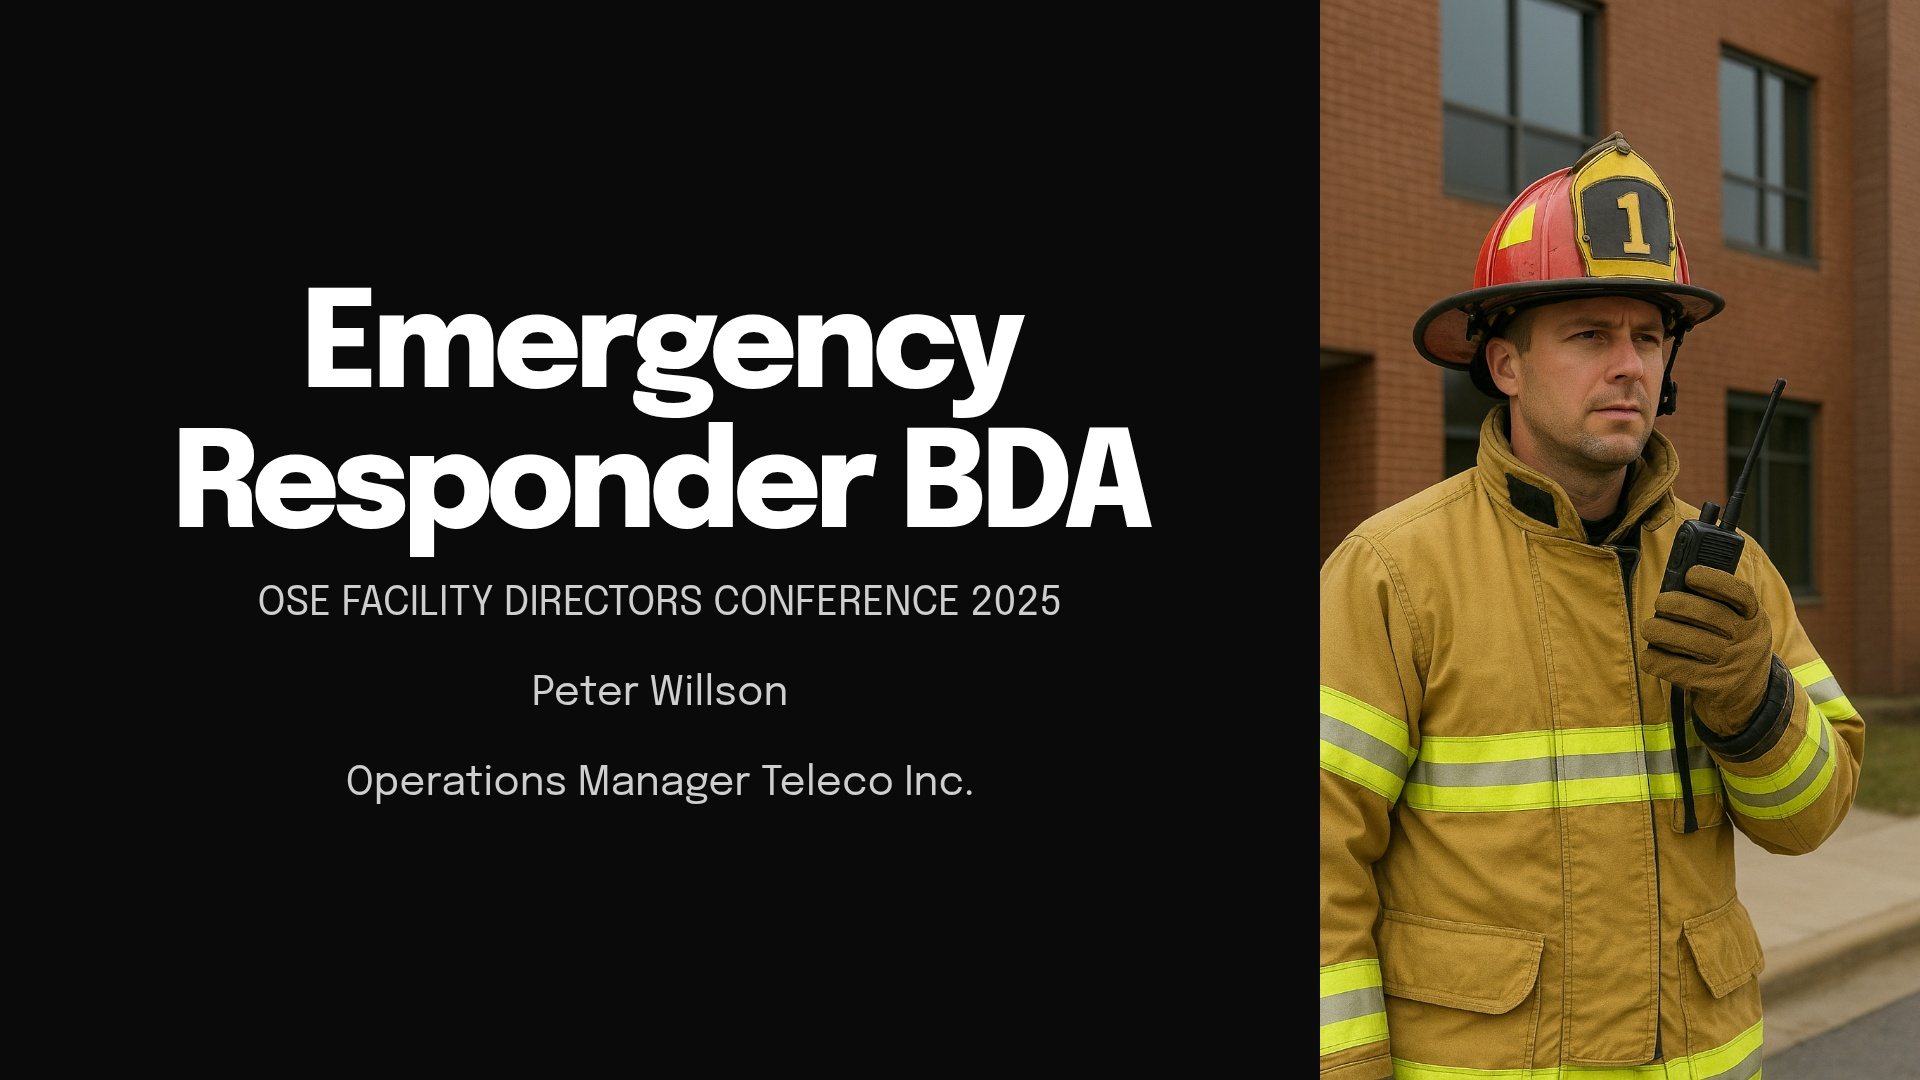 Emergency
Responder BDA
OSE FACILITY DIRECTORS CONFERENCE 2025
Peter Willson
Operations Manager Teleco Inc.
1